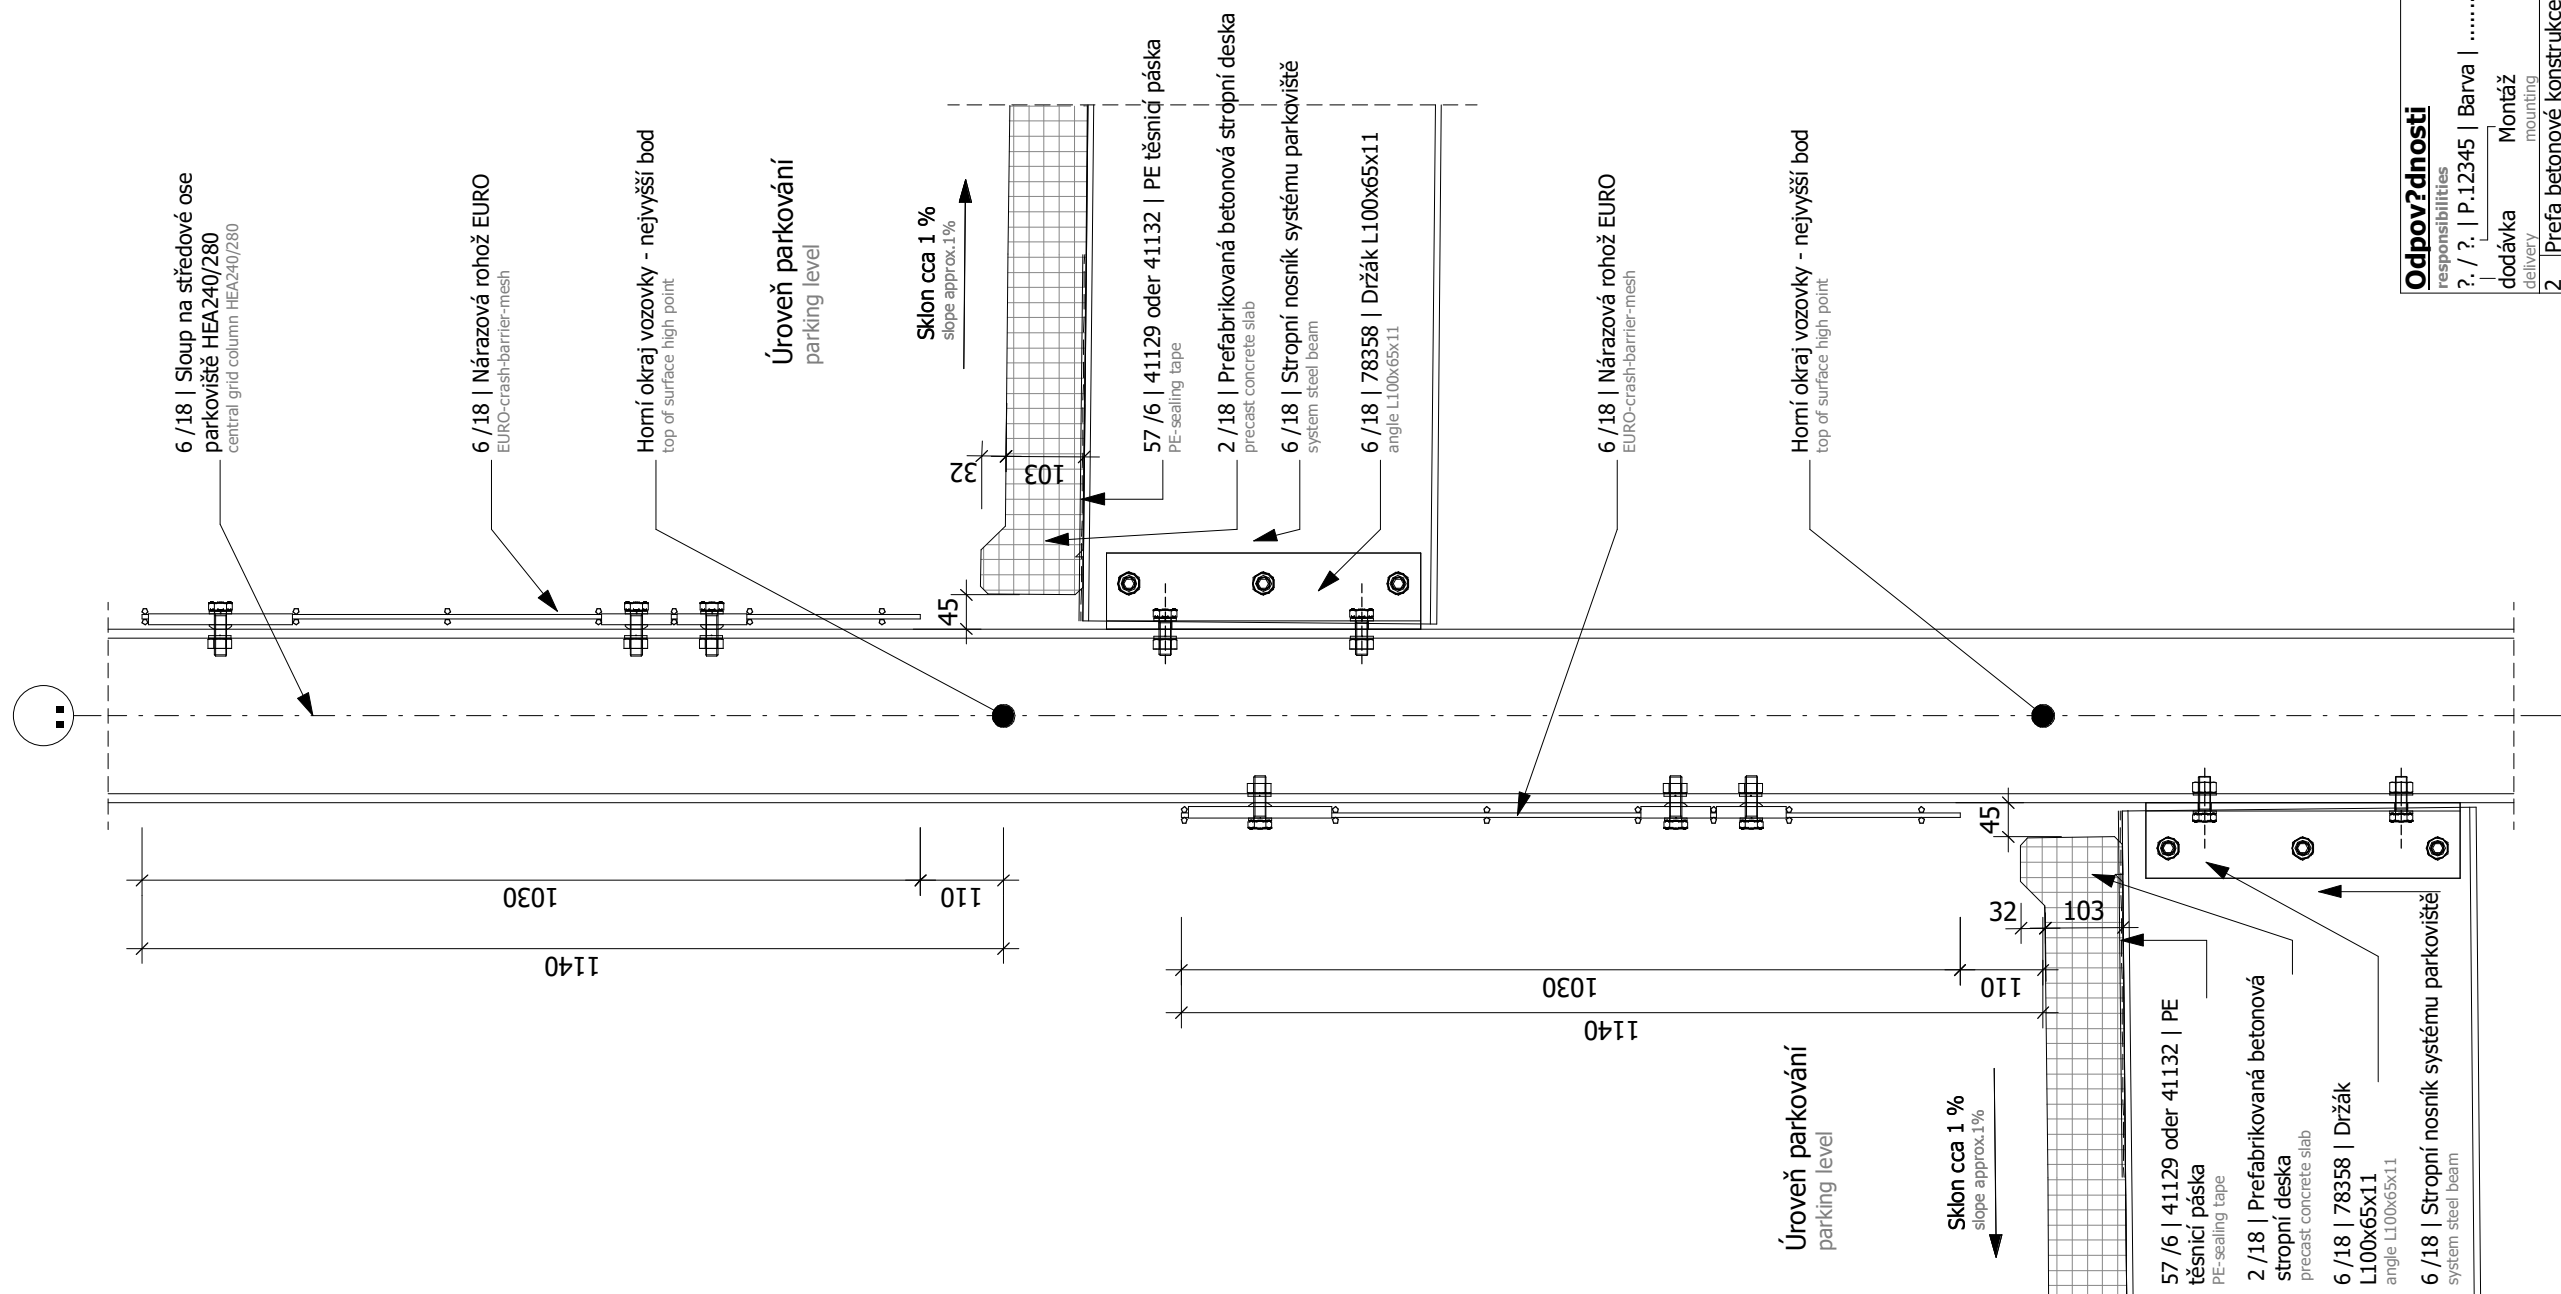 6 /18 | Sloup na středové ose
parkoviště HEA240/280
central grid column HEA240/280
6 /18 | Nárazová rohož EURO
EURO-crash-barrier-mesh
Horní okraj vozovky - nejvyšší bod
top of surface high point
Úroveň parkování
parking level
Sklon cca 1 %
slope approx.1%
32
103
45
57 /6 | 41129 oder 41132 | PE těsnicí páska
PE-sealing tape
2 /18 | Prefabrikovaná betonová stropní deska
precast concrete slab
6 /18 | Stropní nosník systému parkoviště
system steel beam
6 /18 | 78358 | Držák L100x65x11
angle L100x65x11
6 /18 | Nárazová rohož EURO
EURO-crash-barrier-mesh
Horní okraj vozovky - nejvyšší bod
top of surface high point
1030
110
1140
1030
110
1140
45
32
103
Úroveň parkování
parking level
Sklon cca 1 %
slope approx.1%
57 /6 | 41129 oder 41132 | PE
těsnicí páska
PE-sealing tape
2 /18 | Prefabrikovaná betonová
stropní deska
precast concrete slab
6 /18 | 78358 | Držák
L100x65x11
angle L100x65x11
6 /18 | Stropní nosník systému parkoviště
system steel beam
Odpov?dnosti
responsibilities
?. / ?. | P.12345 | Barva | .......
dodávka Montáž
delivery mounting
2 Prefa betonové konstrukce